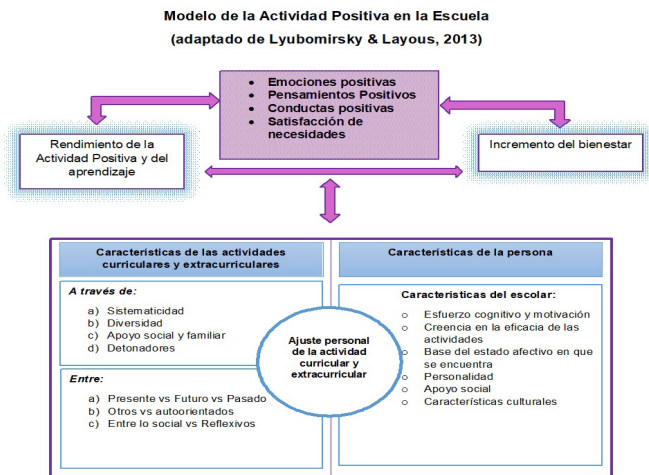 Modelo de la Actividad Positiva en la Escuela
(adaptado de Lyubomirsky & Layous, 2013)
• Emociones positivas
• Pensamientos Positivos
• Conductas positivas
• Satisfacción de
necesidades
Rendimiento de la
Actividad Positiva y del
aprendizaje
Incremento del bienestar
Características de las actividades
curriculares y extracurriculares
A través de:
a) Sistematicidad
b) Diversidad
c) Apoyo social y familiar
d) Detonadores
Entre:
a) Presente vs Futuro vs Pasado
b) Otros vs autoorientados
c) Entre lo social vs Reflexivos
Ajuste personal
de la actividad
curricular y
extracurricular
Características de la persona
Características del escolar:
o Esfuerzo cognitivo y motivación
o Creencia en la eficacia de las
actividades
o Base del estado afectivo en que
se encuentra
o Personalidad
o Apoyo social
o Características culturales